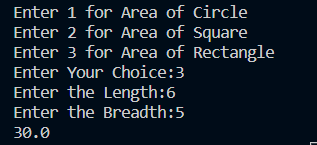 Enter 1 for Area of Circle
Enter 2 for Area of Square
Enter 3 for Area of Rectangle
Enter Your Choice:3
Enter the Length:6
Enter the Breadth:5
30.0